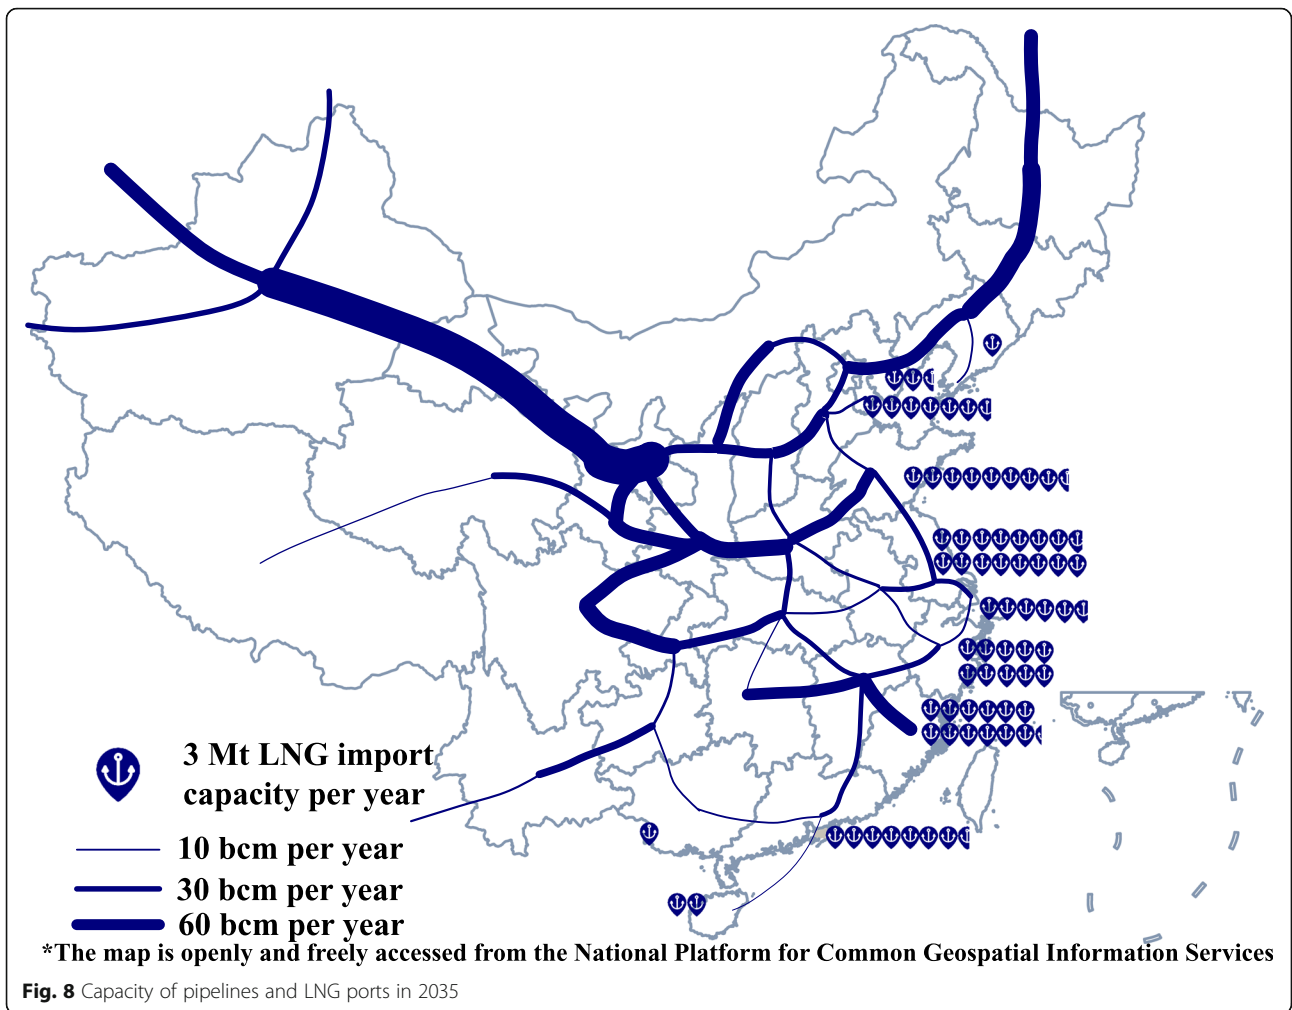 3 Mt LNG import
capacity per year
10 bcm per year
30 bcm per year
60 bcm per year
*The map is openly and freely accessed from the National Platform for Common Geospatial Information Services
Fig. 8 Capacity of pipelines and LNG ports in 2035